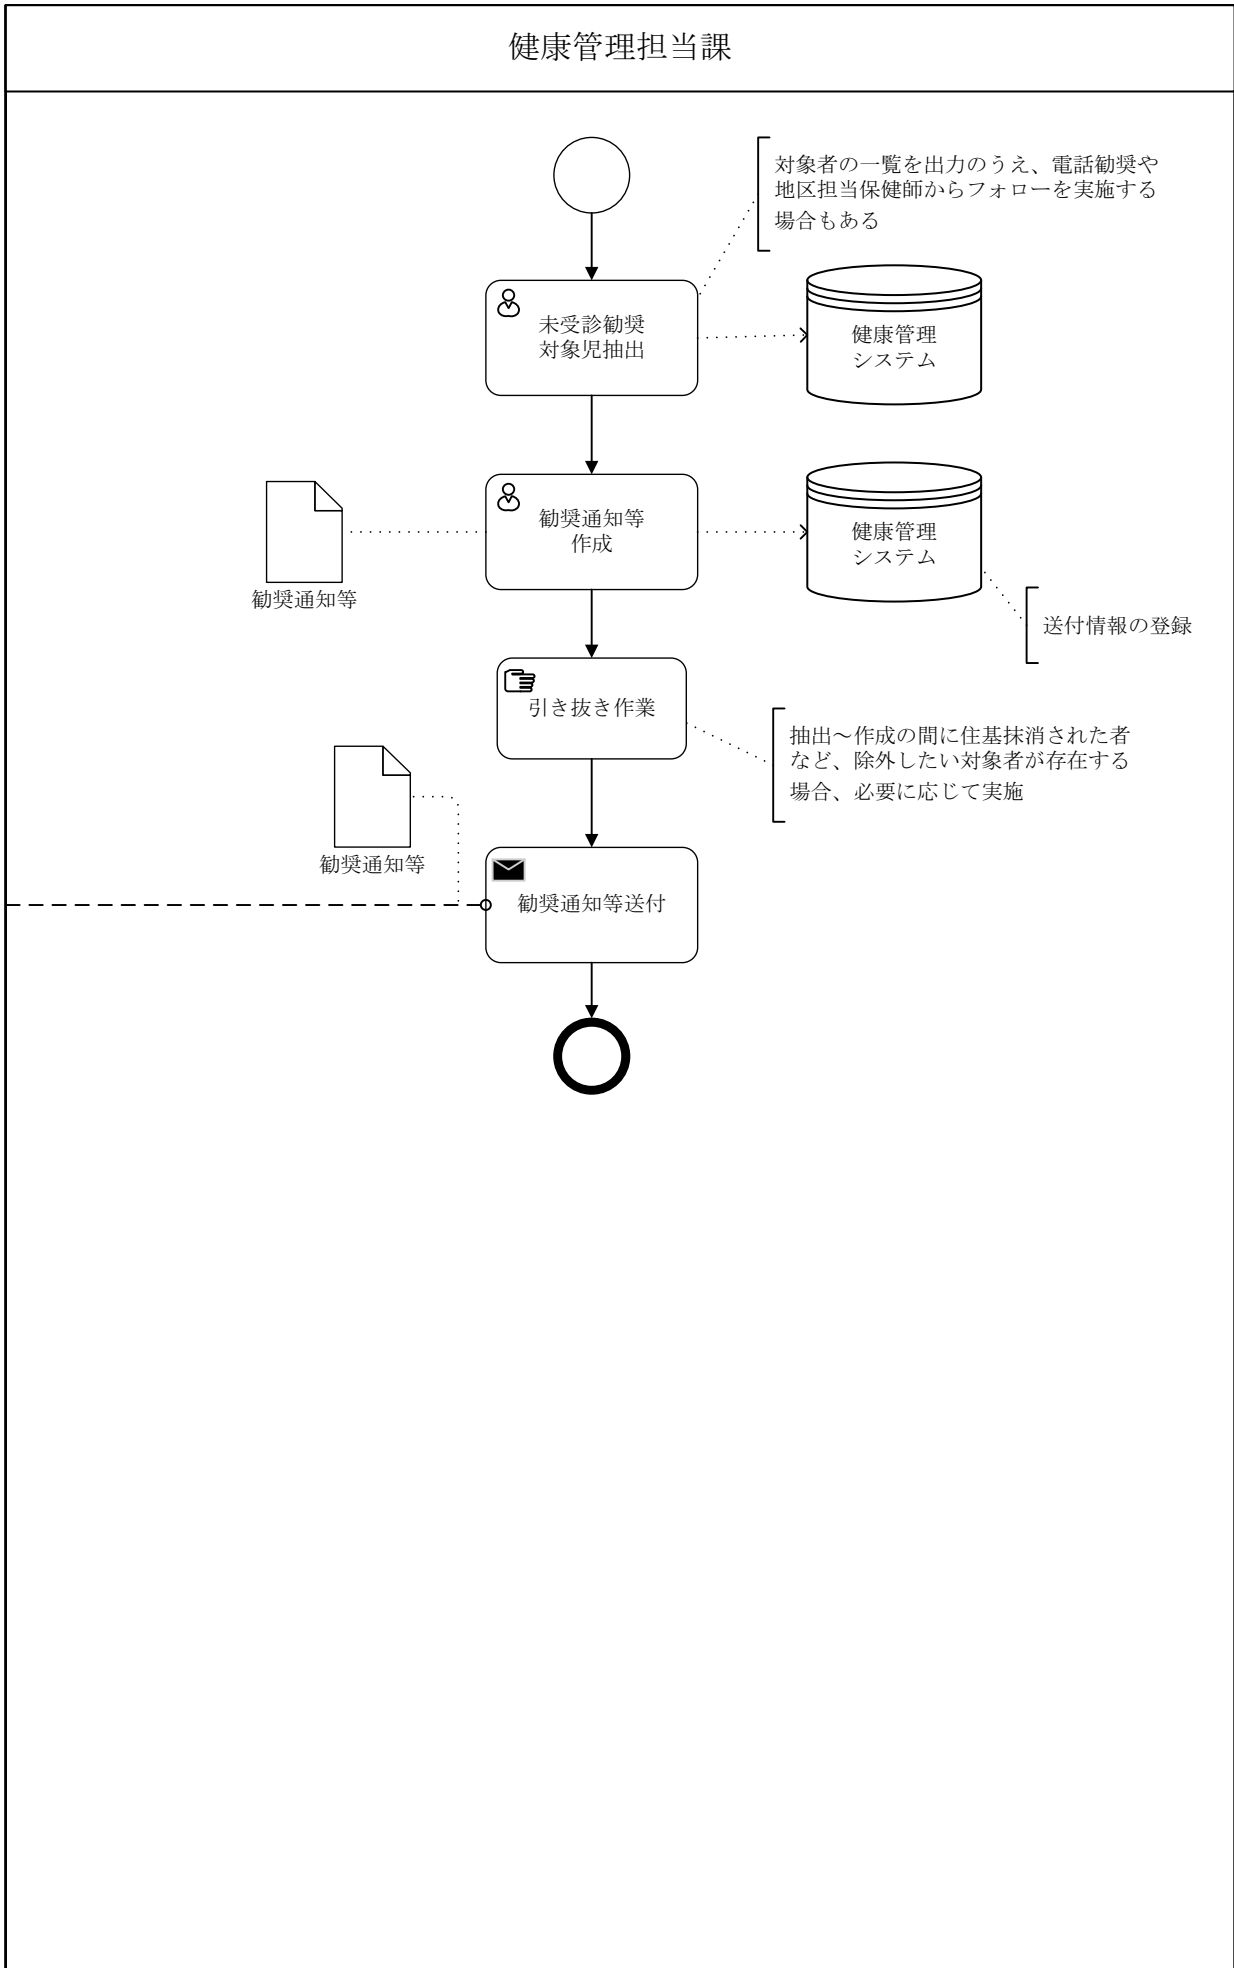 健康管理担当課
対象者の一覧を出力のうえ、電話勧奨や
地区担当保健師からフォローを実施する
場合もある
未受診勧奨
対象児抽出
健康管理
システム
勧奨通知等
作成
健康管理
システム
勧奨通知等
送付情報の登録
引き抜き作業
抽出～作成の間に住基抹消された者
など、除外したい対象者が存在する
場合、必要に応じて実施
勧奨通知等
勧奨通知等送付